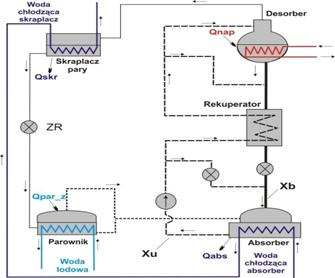 Woda
chłodząca
skraplacz
Desorber
Qnap
Qskr
Skraplacz
pary
Rekuperator
ZR
Xb
Qpar_z
Parownik
Woda
lodowa
Xu
Qabs
Absorber
Woda
chłodząca
absorber